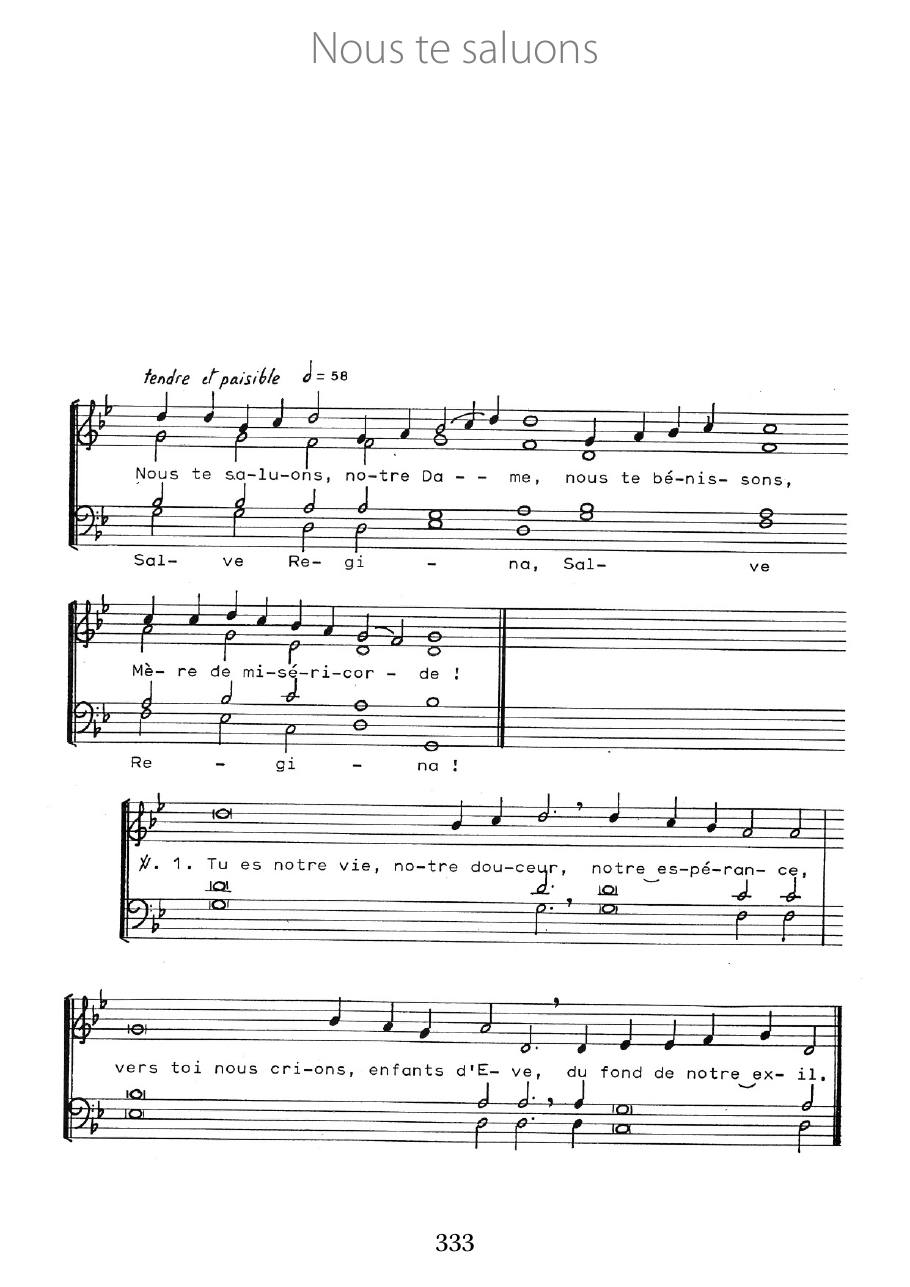 Nous te saluons
tendre et paisible = 58
Nous te sa-lu-ons, no-tre Da - - me, nous te bé-nis- sons,
Sal- ve Re- gi - na, Sal- ve
Mè- re de mi-sé-ri-cor - de !
Re - gi - na !
℣. 1. Tu es notre vie, no-tre dou-ceur, notre es-pé-ran- ce,
vers toi nous cri-ons, enfants d'E- ve, du fond de notre ex- il.
333